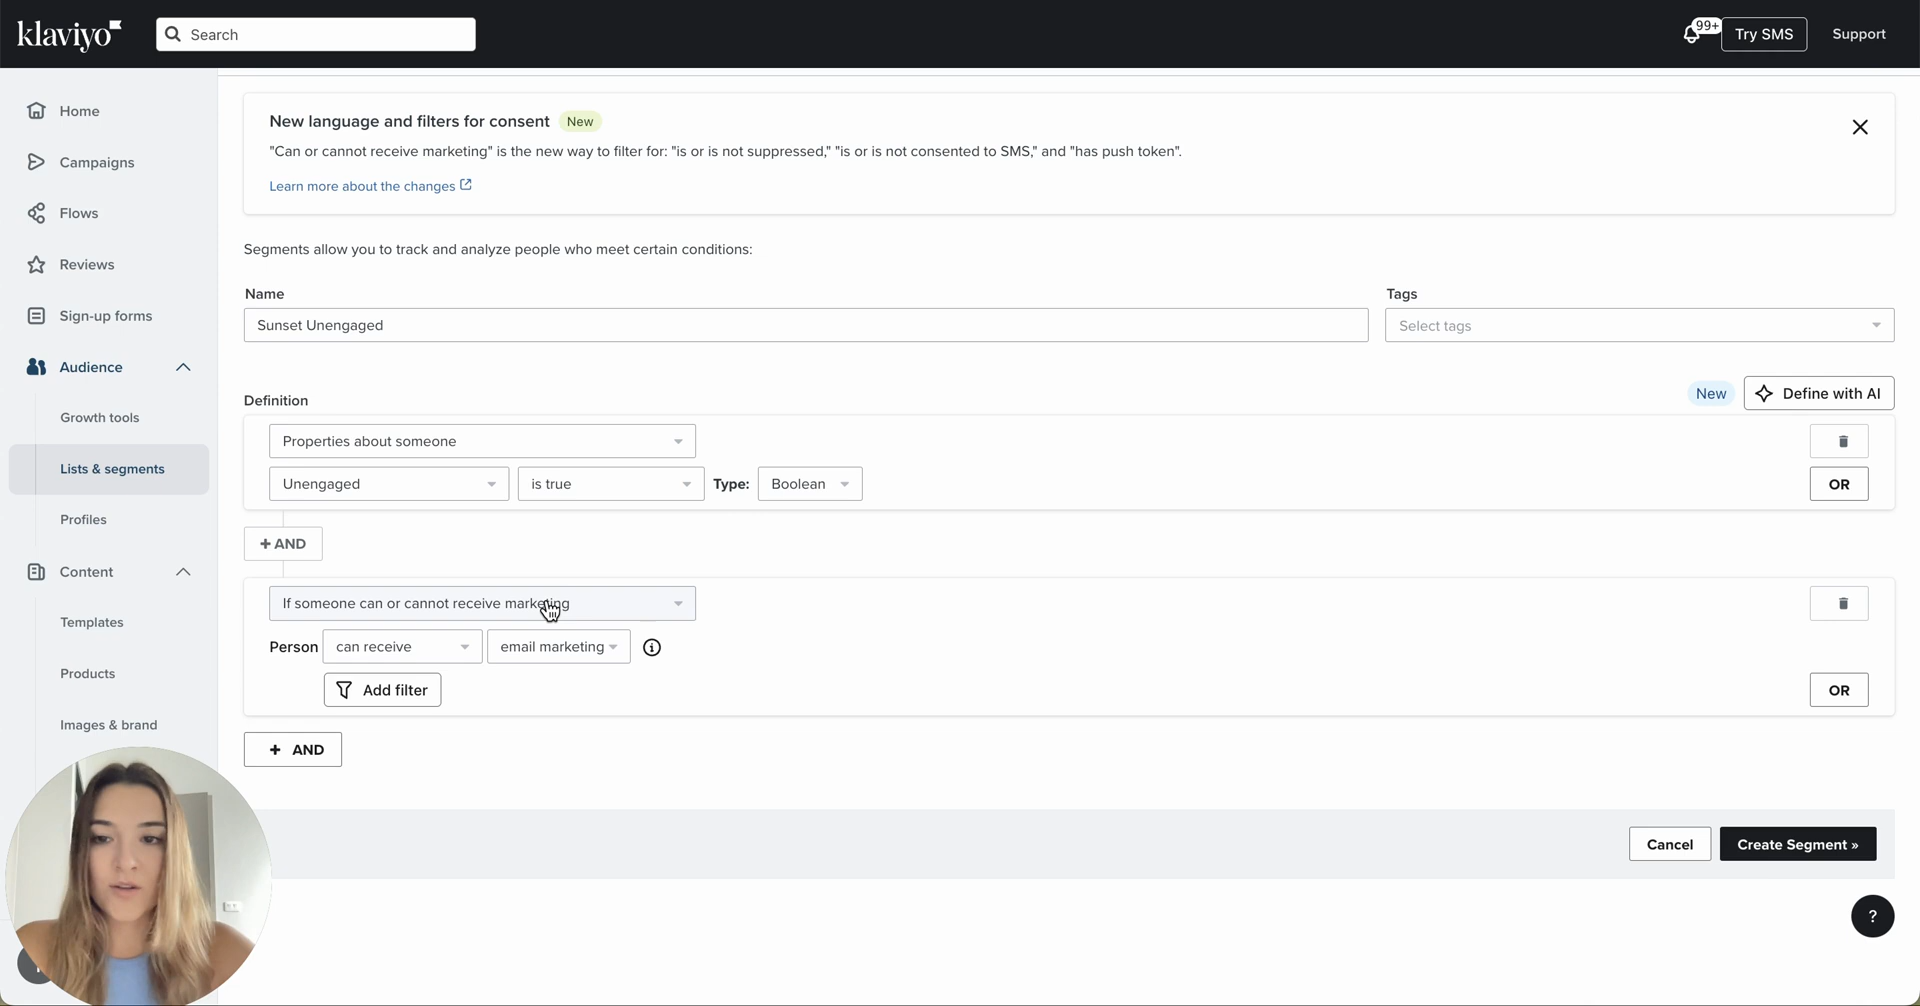 klaviyo
Search
99+
Try SMS
Support
Home
Campaigns
Flows
Reviews
Sign-up forms
Audience
Growth tools
Lists & segments
Profiles
Content
Templates
Products
Images & brand
New language and filters for consent New
"Can or cannot receive marketing" is the new way to filter for: "is or is not suppressed," "is or is not consented to SMS," and "has push token".
Learn more about the changes
Segments allow you to track and analyze people who meet certain conditions:
Name
Sunset Unengaged
Tags
Select tags
Definition
New
Define with AI
Properties about someone
Unengaged
is true
Type:
Boolean
OR
+ AND
If someone can or cannot receive marketing
Person
can receive
email marketing
Add filter
OR
+ AND
Cancel
Create Segment »
?